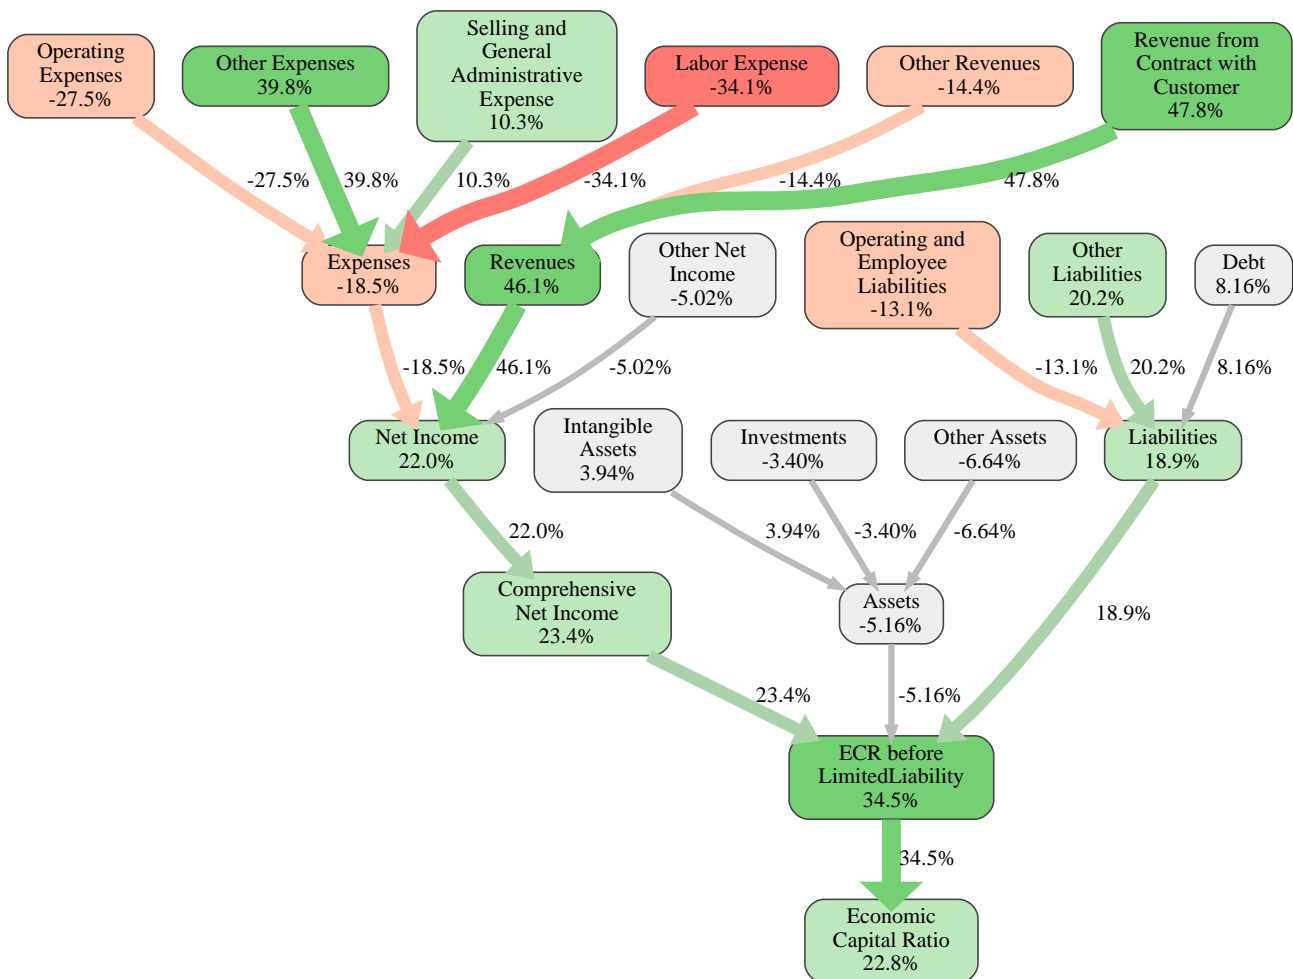 Operating
Expenses
-27.5%
Other Expenses
39.8%
Selling and
General
Administrative
Expense
10.3%
Labor Expense
-34.1%
Other Revenues
-14.4%
Revenue from
Contract with
Customer
47.8%
-27.5%
39.8%
10.3%
-34.1%
-14.4%
47.8%
Expenses
-18.5%
Revenues
46.1%
Other Net
Income
-5.02%
Operating and
Employee
Liabilities
-13.1%
Other
Liabilities
20.2%
Debt
8.16%
-18.5%
46.1%
-5.02%
-13.1%
20.2%
8.16%
Net Income
22.0%
Intangible
Assets
3.94%
Investments
-3.40%
Other Assets
-6.64%
Liabilities
18.9%
22.0%
3.94%
-3.40%
-6.64%
Comprehensive
Net Income
23.4%
Assets
-5.16%
18.9%
23.4%
-5.16%
ECR before
LimitedLiability
34.5%
34.5%
Economic
Capital Ratio
22.8%